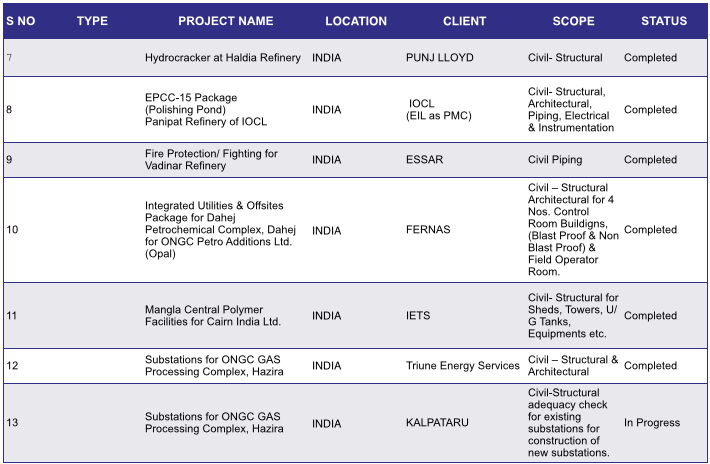 S NO TYPE PROJECT NAME LOCATION CLIENT SCOPE STATUS
7 Hydrocracker at Haldia Refinery INDIA PUNJ LLOYD Civil- Structural Completed
8
EPCC-15 Package
(Polishing Pond)
Panipat Refinery of IOCL
INDIA
IOCL
(EIL as PMC)
Civil- Structural,
Architectural,
Piping, Electrical
& Instrumentation
Completed
9
Fire Protection/ Fighting for
Vadinar Refinery
INDIA
ESSAR
Civil Piping
Completed
10
Integrated Utilities & Offsites
Package for Dahej
Petrochemical Complex, Dahej
for ONGC Petro Additions Ltd.
(Opal)
INDIA
FERNAS
Civil – Structural
Architectural for 4
Nos. Control
Room Buildigns,
(Blast Proof & Non
Blast Proof) &
Field Operator
Room.
Completed
11
Mangla Central Polymer
Facilities for Cairn India Ltd.
INDIA
IETS
Civil- Structural for
Sheds, Towers, U/
G Tanks,
Equipments etc.
Completed
12
Substations for ONGC GAS
Processing Complex, Hazira
INDIA
Triune Energy Services
Civil – Structural &
Architectural
Completed
13
Substations for ONGC GAS
Processing Complex, Hazira
INDIA
KALPATARU
Civil-Structural
adequacy check
for existing
substations for
construction of
new substations.
In Progress